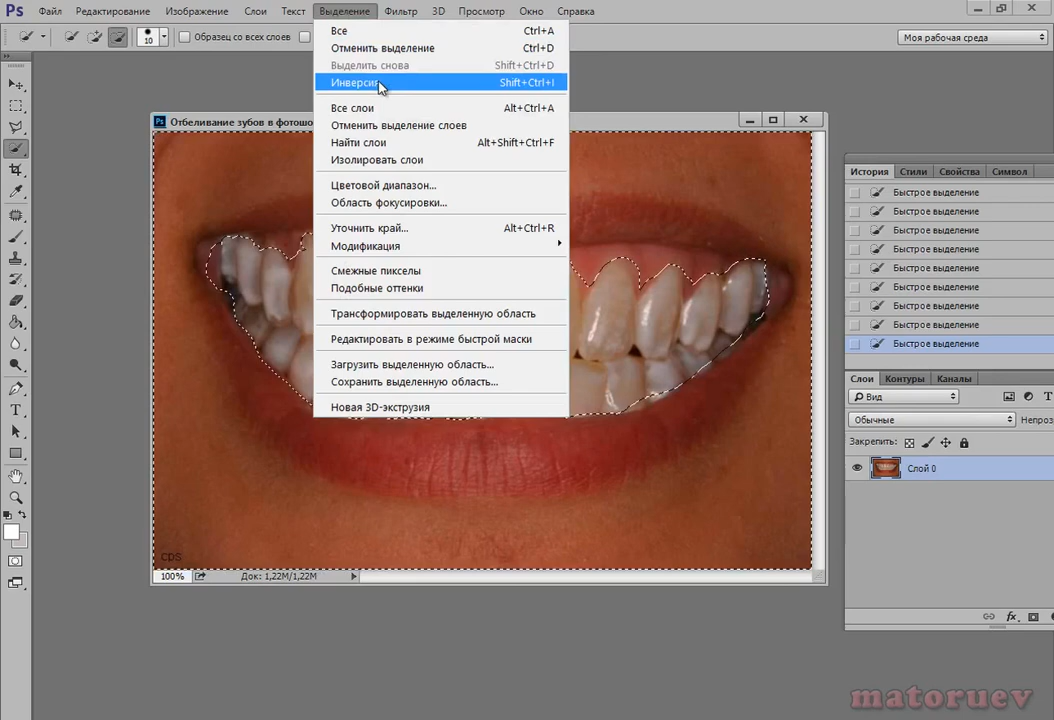 Ps Файл Редактирование Изображение Слои Текст Выделение Фильтр 3D Просмотр Окно Справка
10 Образец со всех слоев Моя рабочая среда
Все Ctrl+A
Отменить выделение Ctrl+D
Выделить снова Shift+Ctrl+D
Инверсия Shift+Ctrl+I
Все слои Alt+Ctrl+A
Отменить выделение слоев
Найти слои Alt+Shift+Ctrl+F
Изолировать слои
Цветовой диапазон...
Область фокусировки...
Уточнить край... Alt+Ctrl+R
Модификация
Смежные пикселы
Подобные оттенки
Трансформировать выделенную область
Редактировать в режиме быстрой маски
Загрузить выделенную область...
Сохранить выделенную область...
Новая 3D-экструзия
Ps Отбеливание зубов в фотошо
cps
100% Док: 1,22M/1,22M
История Стили Свойства Символ
Быстрое выделение
Быстрое выделение
Быстрое выделение
Быстрое выделение
Быстрое выделение
Быстрое выделение
Быстрое выделение
Быстрое выделение
Быстрое выделение
Слои Контуры Каналы
Вид
Обычные Непроз
Закрепить:
Слой 0
fx
matoruev